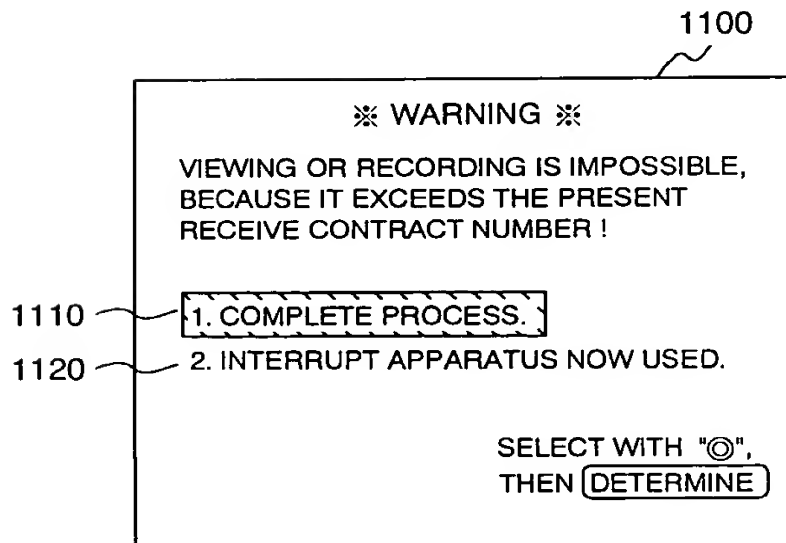 1100
※ WARNING ※
VIEWING OR RECORDING IS IMPOSSIBLE,
BECAUSE IT EXCEEDS THE PRESENT
RECEIVE CONTRACT NUMBER !
1110
1. COMPLETE PROCESS.
1120
2. INTERRUPT APPARATUS NOW USED.
SELECT WITH "◎",
THEN DETERMINE